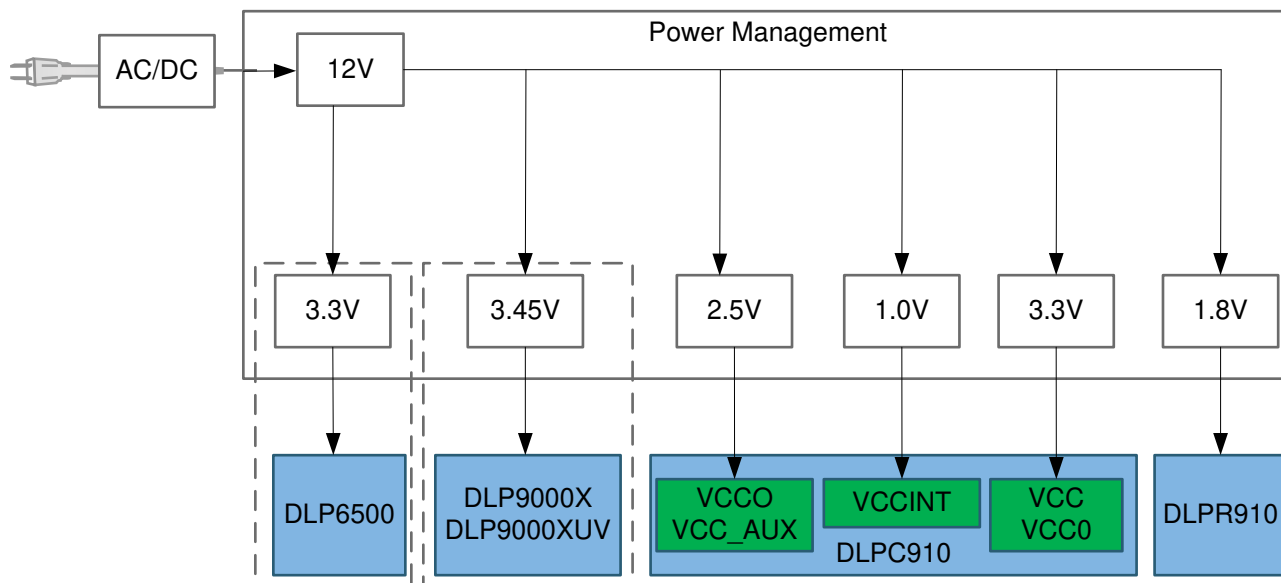 Power Management
AC/DC
12V
3.3V
3.45V
2.5V
1.0V
3.3V
1.8V
DLP6500
DLP9000X
DLP9000XUV
VCCO
VCC_AUX
VCCINT
VCC
VCC0
DLPC910
DLPR910